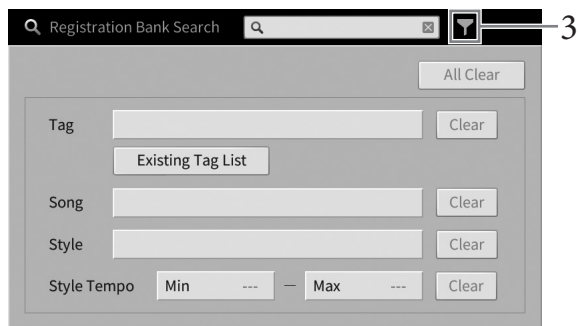 Registration Bank Search
3
All Clear
Tag Clear
Existing Tag List
Song Clear
Style Clear
Style Tempo Min --- — Max --- Clear